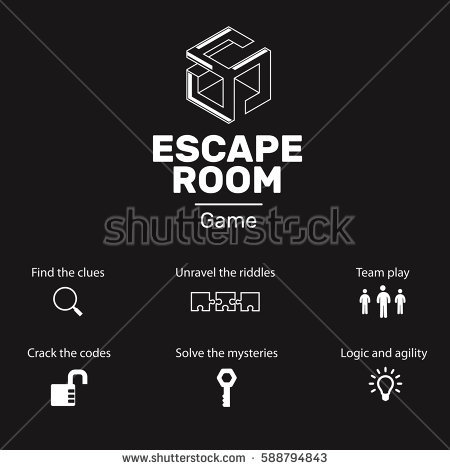 ESCAPE
ROOM
Game
shutterstock
Find the clues
Unravel the riddles
Team play
Crack the codes
Solve the mysteries
Logic and agility
www.shutterstock.com · 588794843